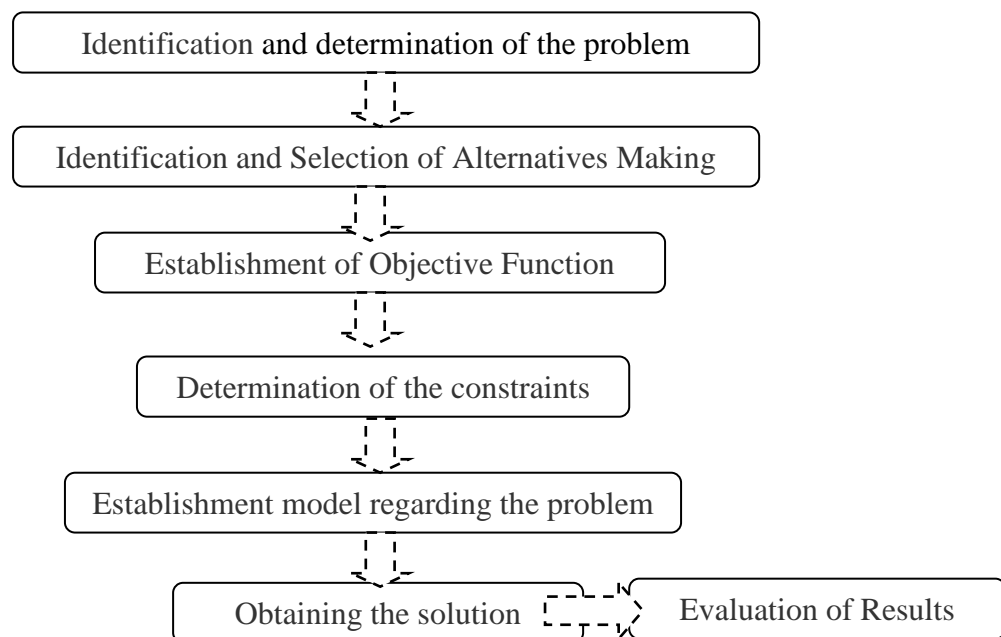 Identification and determination of the problem
Identification and Selection of Alternatives Making
Establishment of Objective Function
Determination of the constraints
Establishment model regarding the problem
Obtaining the solution
Evaluation of Results